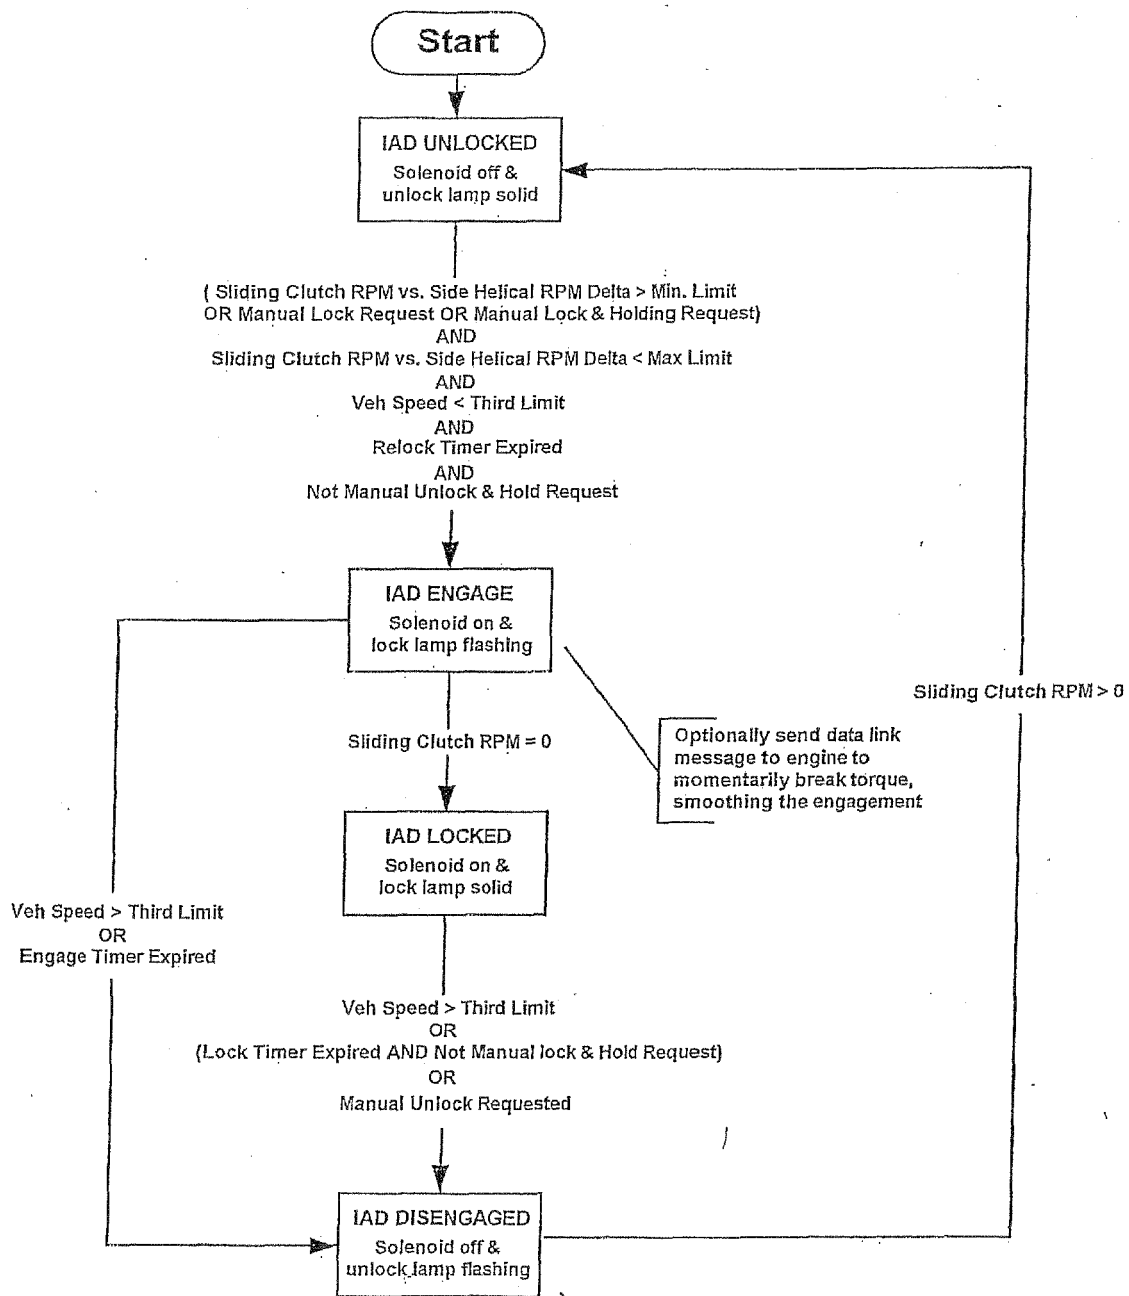 Start
IAD UNLOCKED
Solenoid off &
unlock lamp solid
( Sliding Clutch RPM vs. Side Helical RPM Delta > Min. Limit
OR Manual Lock Request OR Manual Lock & Holding Request)
AND
Sliding Clutch RPM vs. Side Helical RPM Delta < Max Limit
AND
Veh Speed < Third Limit
AND
Relock Timer Expired
AND
Not Manual Unlock & Hold Request
IAD ENGAGE
Solenoid on &
lock lamp flashing
Sliding Clutch RPM > 0
Sliding Clutch RPM = 0
Optionally send data link
message to engine to
momentarily break torque,
smoothing the engagement
IAD LOCKED
Solenoid on &
lock lamp solid
Veh Speed > Third Limit
OR
Engage Timer Expired
Veh Speed > Third Limit
OR
(Lock Timer Expired AND Not Manual lock & Hold Request)
OR
Manual Unlock Requested
IAD DISENGAGED
Solenoid off &
unlock lamp flashing